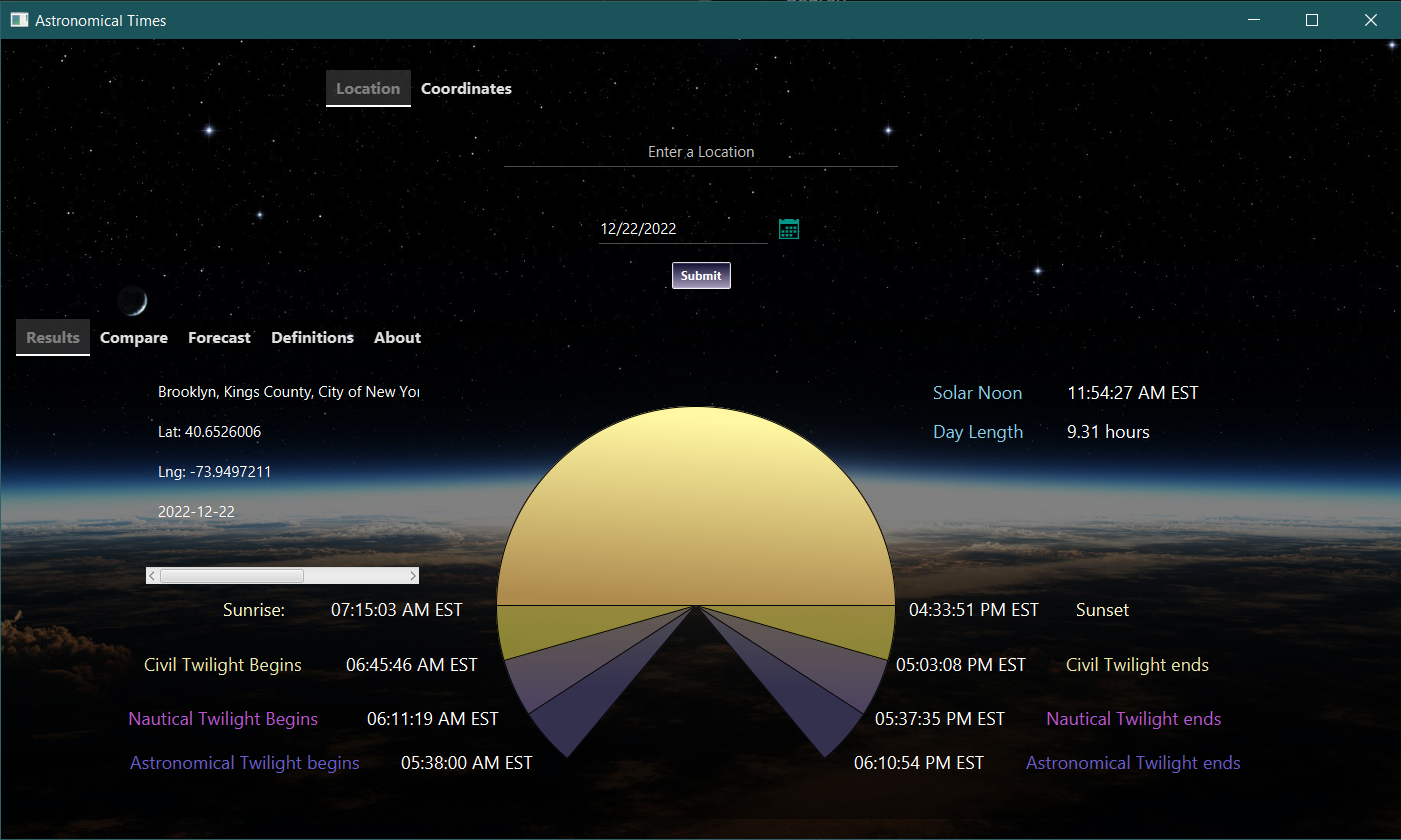 Astronomical Times
Location Coordinates
Enter a Location
12/22/2022
Submit
Results Compare Forecast Definitions About
Brooklyn, Kings County, City of New
Lat: 40.6526006
Lng: -73.9497211
2022-12-22
Solar Noon 11:54:27 AM EST
Day Length 9.31 hours
Sunrise: 07:15:03 AM EST 04:33:51 PM EST Sunset
Civil Twilight Begins 06:45:46 AM EST 05:03:08 PM EST Civil Twilight ends
Nautical Twilight Begins 06:11:19 AM EST 05:37:35 PM EST Nautical Twilight ends
Astronomical Twilight begins 05:38:00 AM EST 06:10:54 PM EST Astronomical Twilight ends